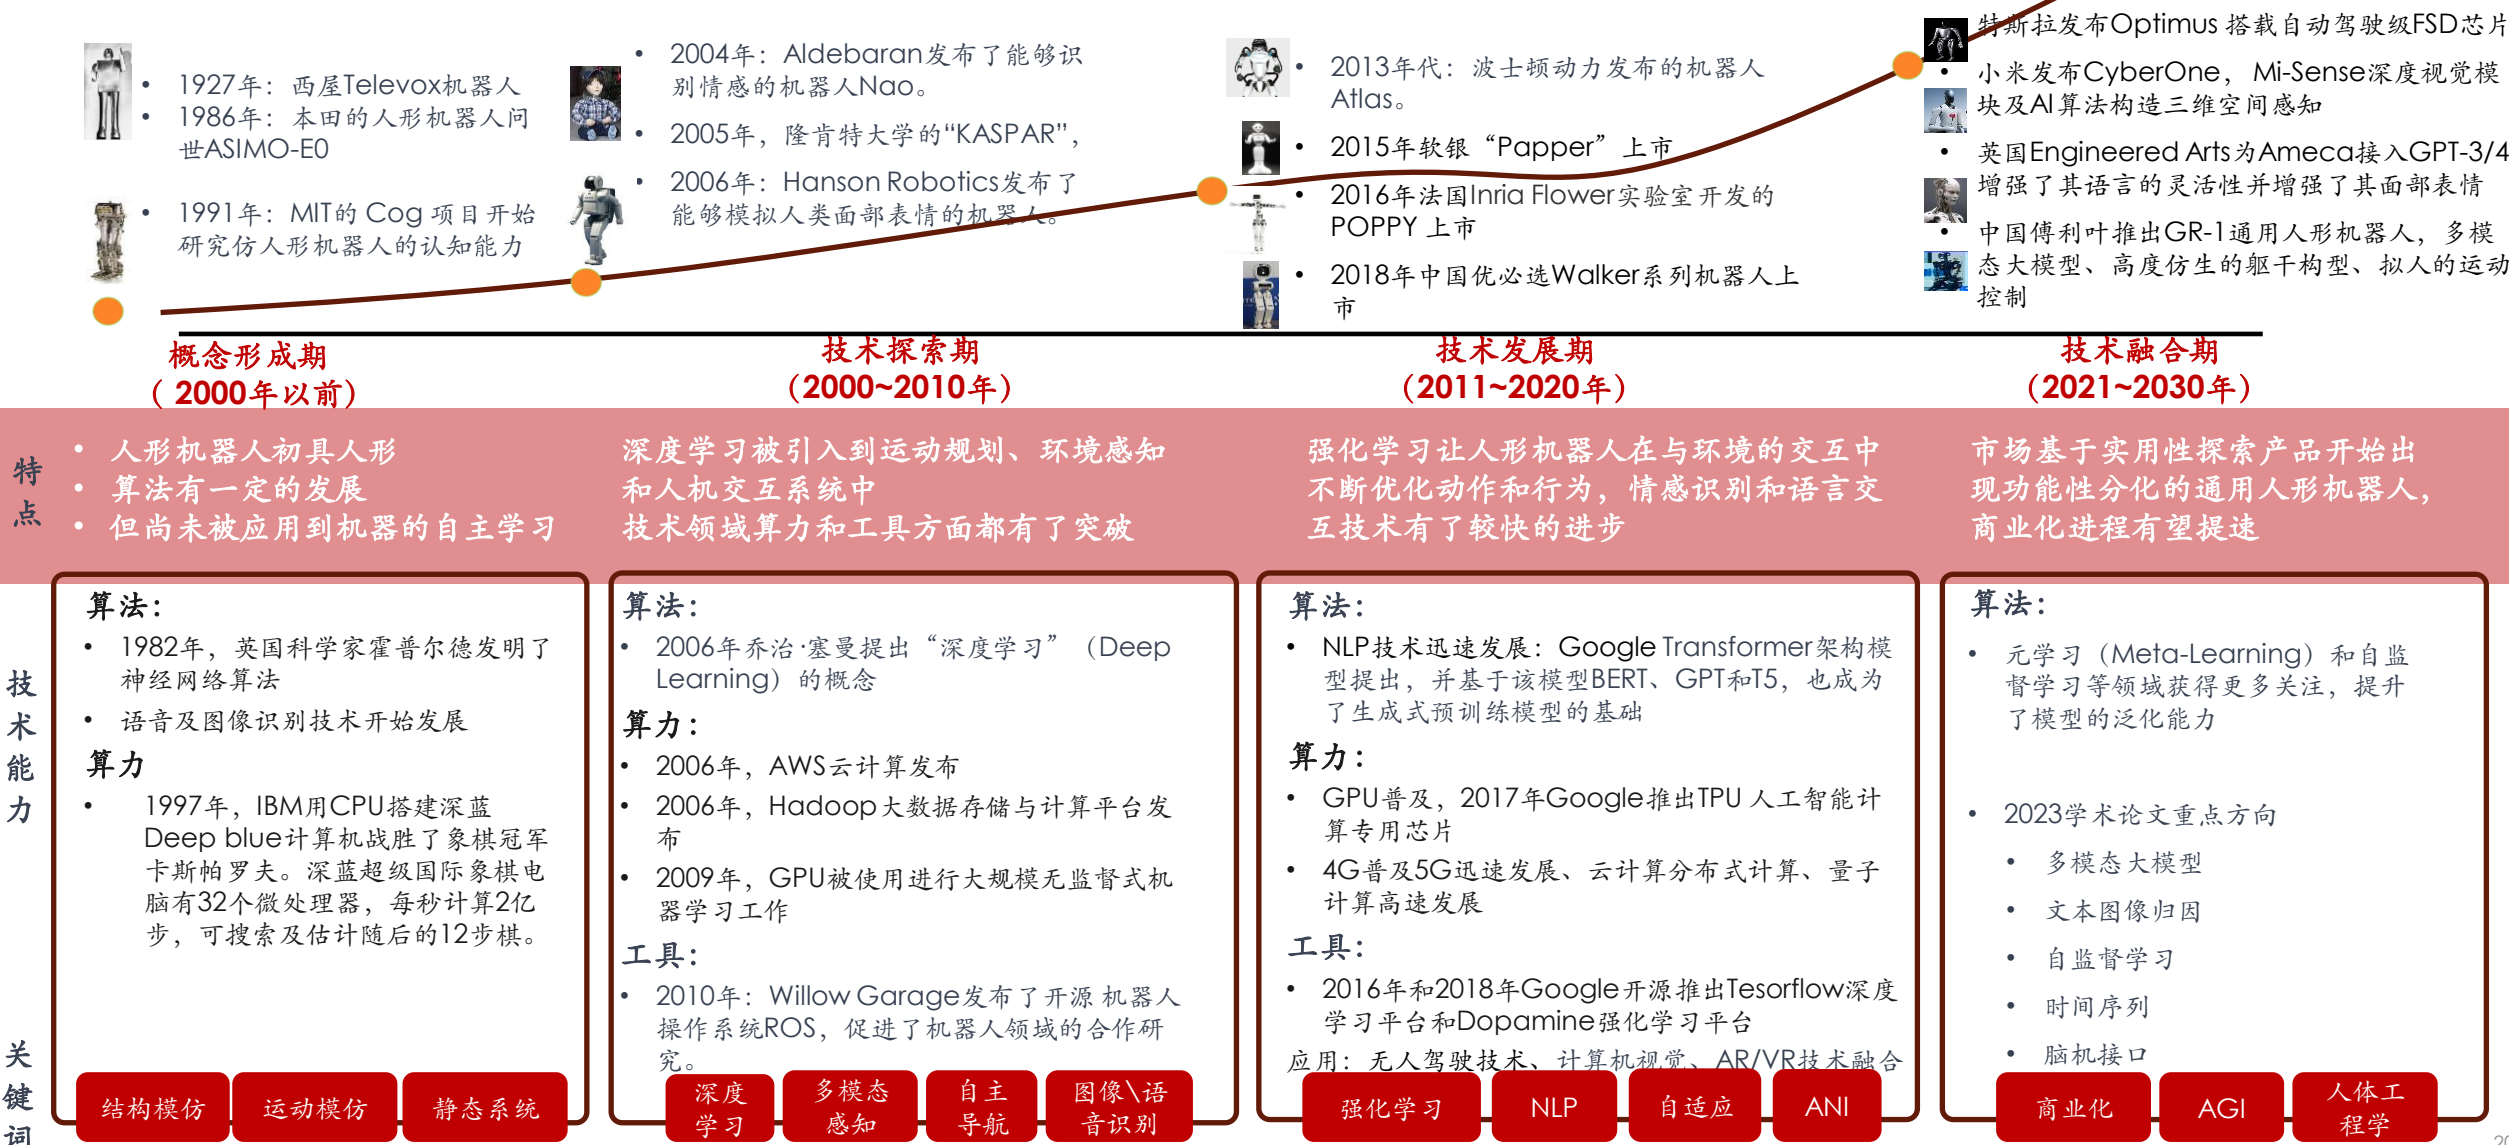 • 1927年：西屋Televox机器人
• 1986年：本田的人形机器人问
世ASIMO-E0
• 1991年：MIT的 Cog 项目开始
研究仿人形机器人的认知能力
• 2004年：Aldebaran发布了能够识
别情感的机器人Nao。
• 2005年，隆肯特大学的“KASPAR”，
• 2006年：Hanson Robotics发布了
能够模拟人类面部表情的机器人。
• 2013年代：波士顿动力发布的机器人
Atlas。
• 2015年软银“Papper”上市
• 2016年法国Inria Flower实验室开发的
POPPY 上市
• 2018年中国优必选Walker系列机器人上
市
特斯拉发布Optimus 搭载自动驾驶级FSD芯片
• 小米发布CyberOne， Mi-Sense深度视觉模
块及AI算法构造三维空间感知
• 英国Engineered Arts为Ameca接入GPT-3/4
增强了其语言的灵活性并增强了其面部表情
• 中国傅利叶推出GR-1通用人形机器人，多模
态大模型、高度仿生的躯干构型、拟人的运动
控制
概念形成期
（ 2000年以前）
技术探索期
（2000~2010年）
技术发展期
（2011~2020年）
技术融合期
（2021~2030年）
特
点
• 人形机器人初具人形
• 算法有一定的发展
• 但尚未被应用到机器的自主学习
深度学习被引入到运动规划、环境感知
和人机交互系统中
技术领域算力和工具方面都有了突破
强化学习让人形机器人在与环境的交互中
不断优化动作和行为，情感识别和语言交
互技术有了较快的进步
市场基于实用性探索产品开始出
现功能性分化的通用人形机器人，
商业化进程有望提速
技
术
能
力
算法：
• 1982年，英国科学家霍普尔德发明了
神经网络算法
• 语音及图像识别技术开始发展
算力
• 1997年，IBM用CPU搭建深蓝
Deep blue计算机战胜了象棋冠军
卡斯帕罗夫。深蓝超级国际象棋电
脑有32个微处理器，每秒计算2亿
步，可搜索及估计随后的12步棋。
算法：
• 2006年乔治·塞曼提出“深度学习”（Deep
Learning）的概念
算力：
• 2006年，AWS云计算发布
• 2006年，Hadoop大数据存储与计算平台发
布
• 2009年，GPU被使用进行大规模无监督式机
器学习工作
工具：
• 2010年：Willow Garage发布了开源 机器人
操作系统ROS，促进了机器人领域的合作研
究。
算法：
• NLP技术迅速发展：Google Transformer架构模
型提出，并基于该模型BERT、GPT和T5，也成为
了生成式预训练模型的基础
算力：
• GPU普及，2017年Google推出TPU 人工智能计
算专用芯片
• 4G普及5G迅速发展、云计算分布式计算、量子
计算高速发展
工具：
• 2016年和2018年Google开源推出Tesorflow深度
学习平台和Dopamine强化学习平台
应用：无人驾驶技术、计算机视觉、AR/VR技术融合
算法：
• 元学习（Meta-Learning）和自监
督学习等领域获得更多关注，提升
了模型的泛化能力
• 2023学术论文重点方向
• 多模态大模型
• 文本图像归因
• 自监督学习
• 时间序列
• 脑机接口
关
键
词
结构模仿
运动模仿
静态系统
深度
学习
多模态
感知
自主
导航
图像\语
音识别
强化学习
NLP
自适应
ANI
商业化
AGI
人体工
程学